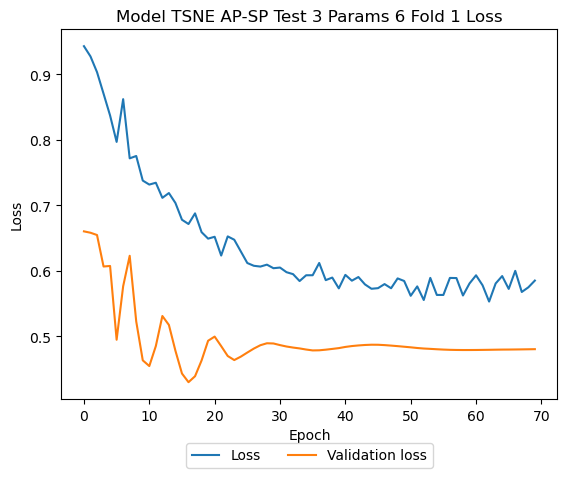 Model TSNE AP-SP Test 3 Params 6 Fold 1 Loss
Loss
0.9
0.8
0.7
0.6
0.5
0 10 20 30 40 50 60 70
Epoch
Loss Validation loss